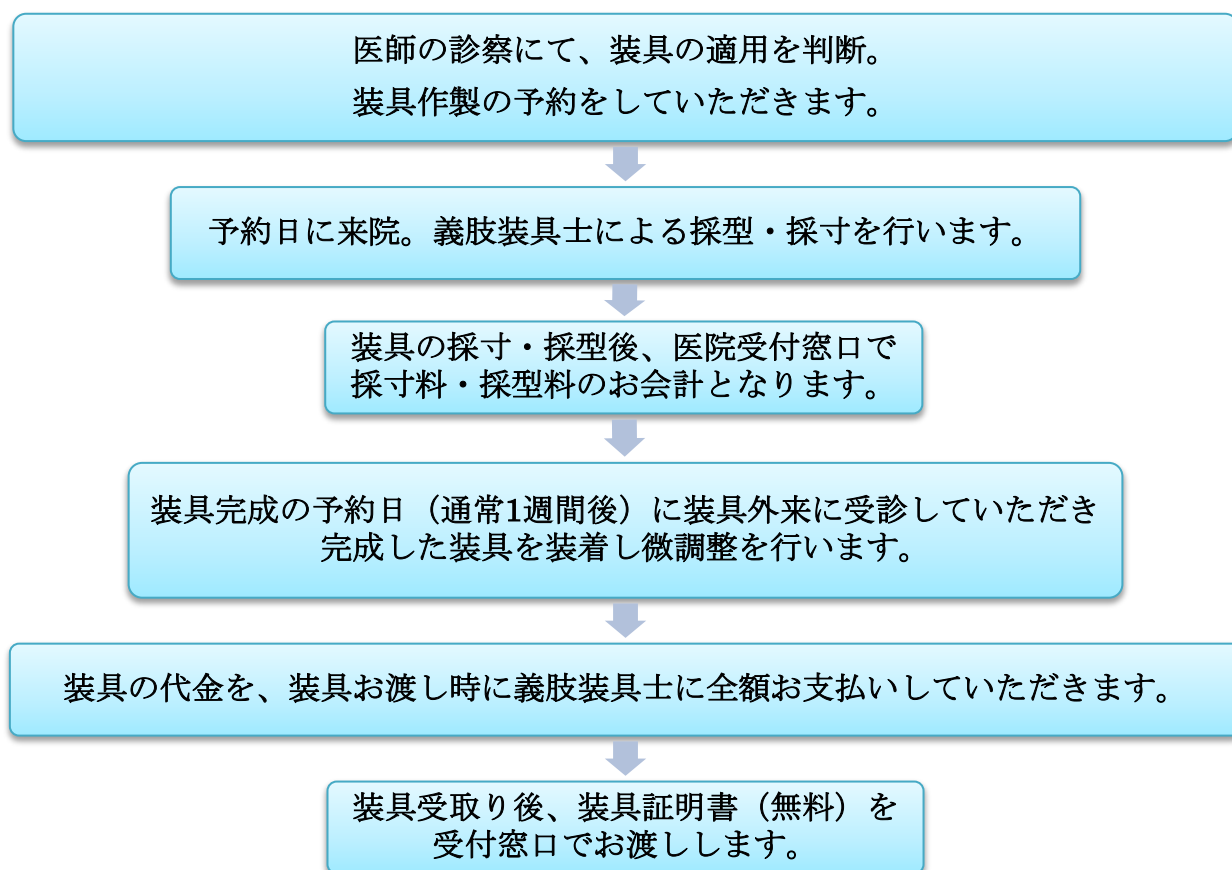 医師の診察にて、装具の適用を判断。
装具作製の予約をしていただきます。
予約日に来院。義肢装具士による採型・採寸を行います。
装具の採寸・採型後、医院受付窓口で
採寸料・採型料のお会計となります。
装具完成の予約日（通常1週間後）に装具外来に受診していただき
完成した装具を装着し微調整を行います。
装具の代金を、装具お渡し時に義肢装具士に全額お支払いしていただきます。
装具受取り後、装具証明書（無料）を
受付窓口でお渡しします。